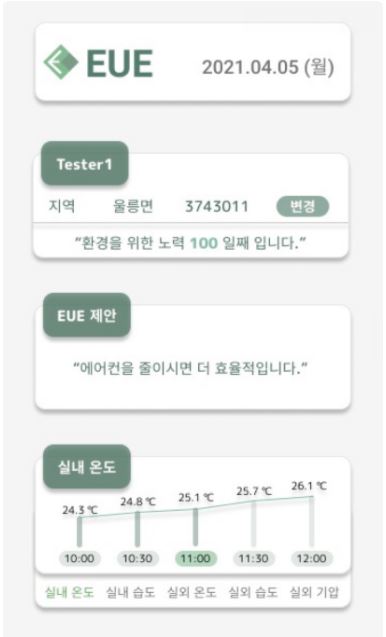 EUE 2021.04.05 (월)
Tester1
지역 울릉면 3743011 변경
“환경을 위한 노력 100 일째 입니다.”
EUE 제안
“에어컨을 줄이시면 더 효율적입니다.”
실내 온도
24.3 ℃ 24.8 ℃ 25.1 ℃ 25.7 ℃ 26.1 ℃
10:00 10:30 11:00 11:30 12:00
실내 온도 실내 습도 실외 온도 실외 습도 실외 기압